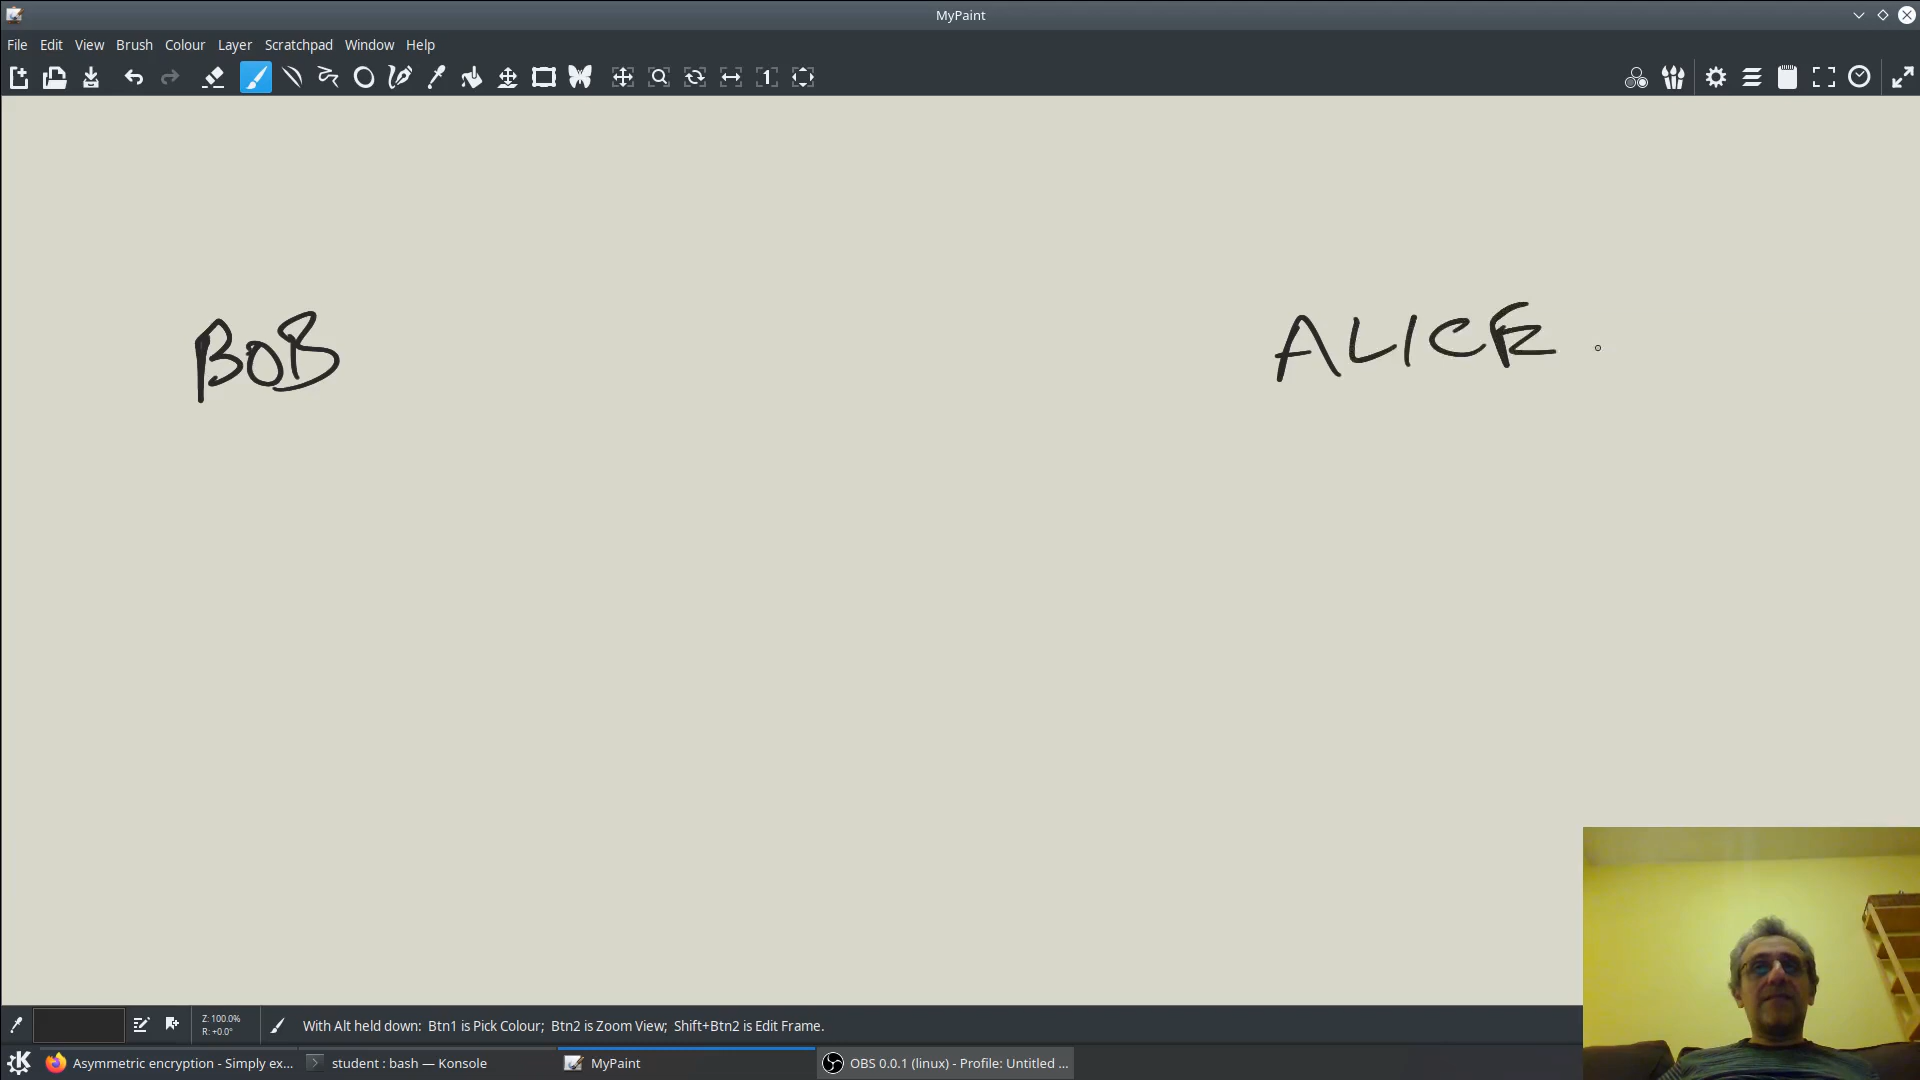 MyPaint
File Edit View Brush Colour Layer Scratchpad Window Help
1
BOB ALICE
Z: 100.0%
R: +0.0°
With Alt held down: Btn1 is Pick Colour; Btn2 is Zoom View; Shift+Btn2 is Edit Frame.
Asymmetric encryption - Simply ex... student : bash — Konsole MyPaint OBS 0.0.1 (linux) - Profile: Untitled ...